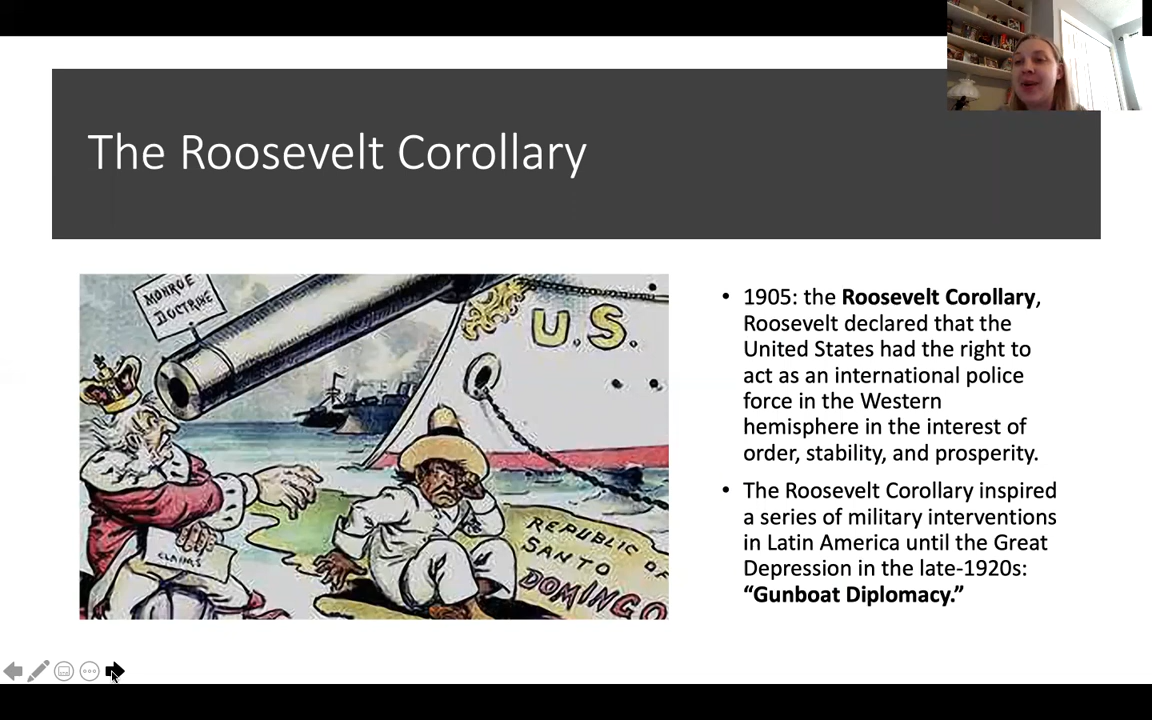 The Roosevelt Corollary
MONROE
DOCTRINE
U.S.
CLAIMS
REPUBLIC OF
SANTO
DOMINGO
• 1905: the Roosevelt Corollary,
Roosevelt declared that the
United States had the right to
act as an international police
force in the Western
hemisphere in the interest of
order, stability, and prosperity.
• The Roosevelt Corollary inspired
a series of military interventions
in Latin America until the Great
Depression in the late-1920s:
“Gunboat Diplomacy.”